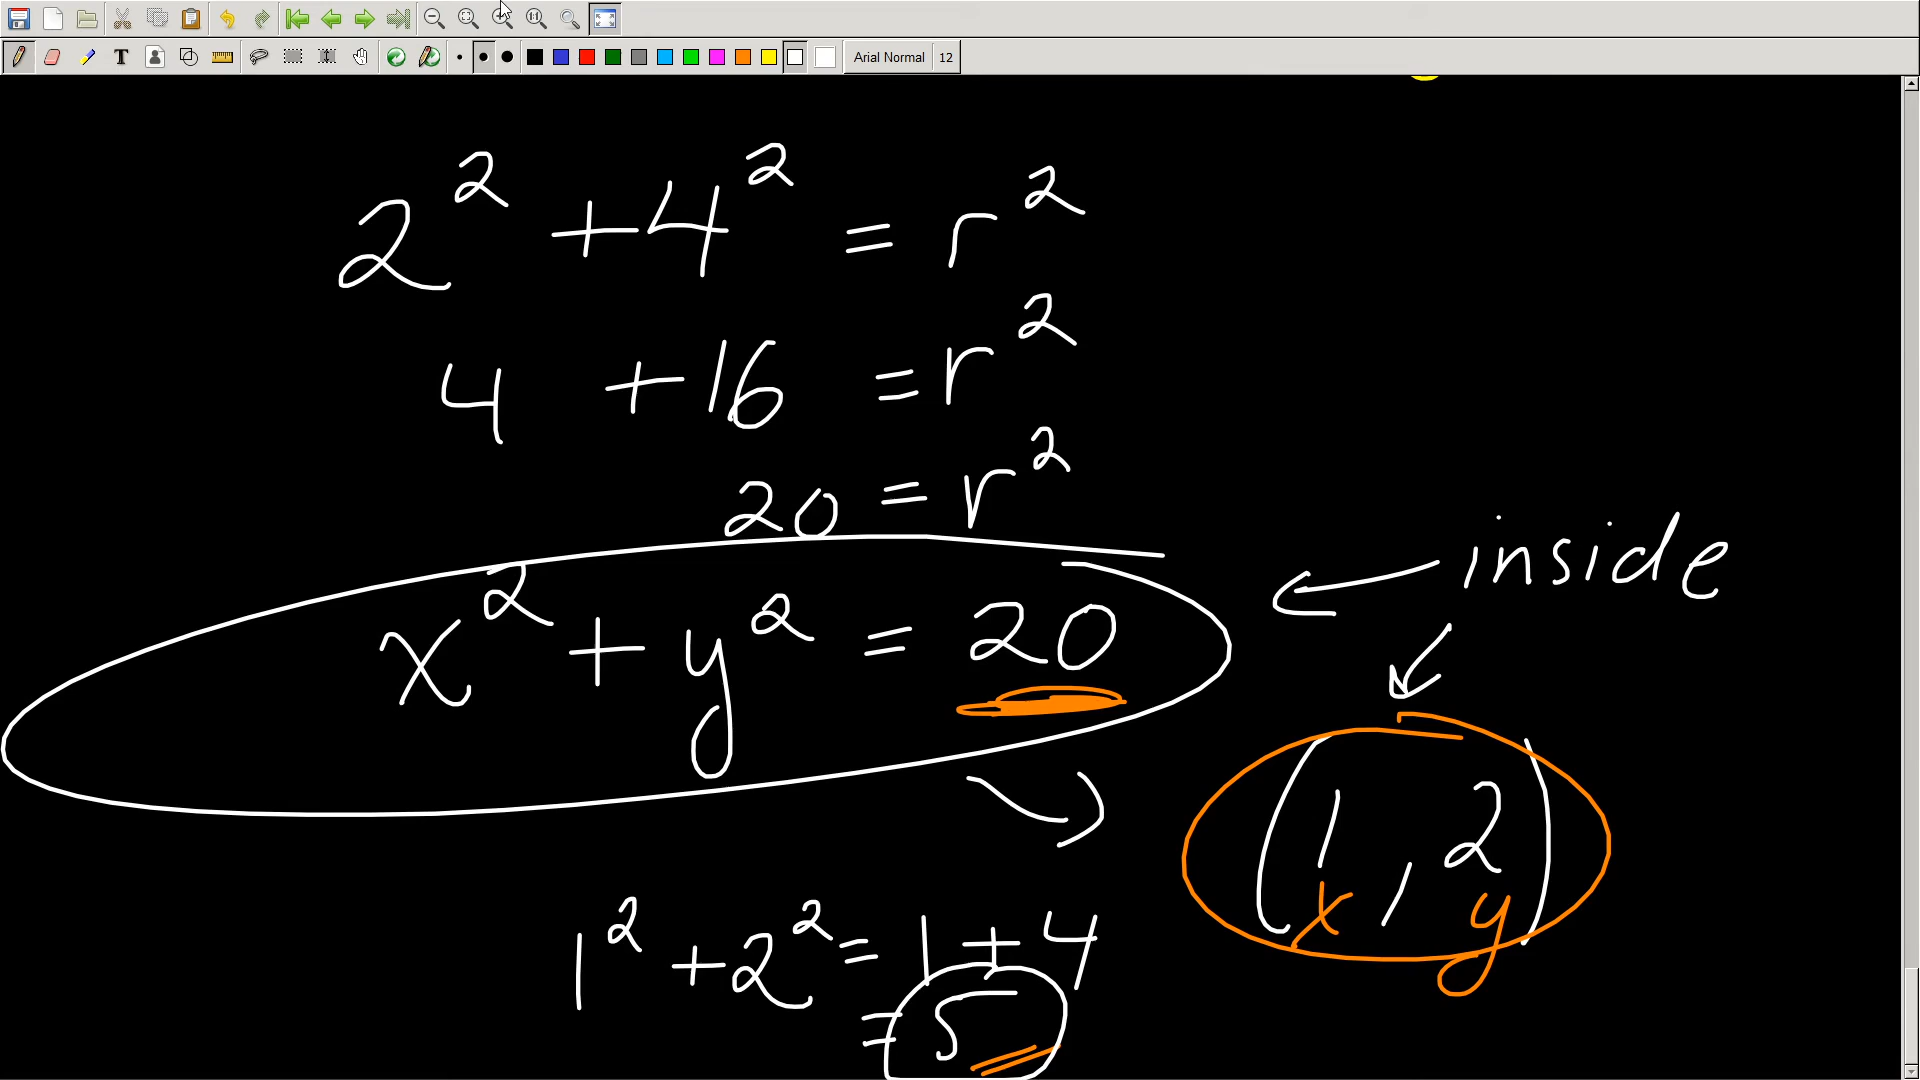 Arial Normal 12
2² + 4² = r²
4 + 16 = r²
20 = r²
inside
x² + y² = 20
(1, 2)
x y
1² + 2² = 1 + 4
= 5